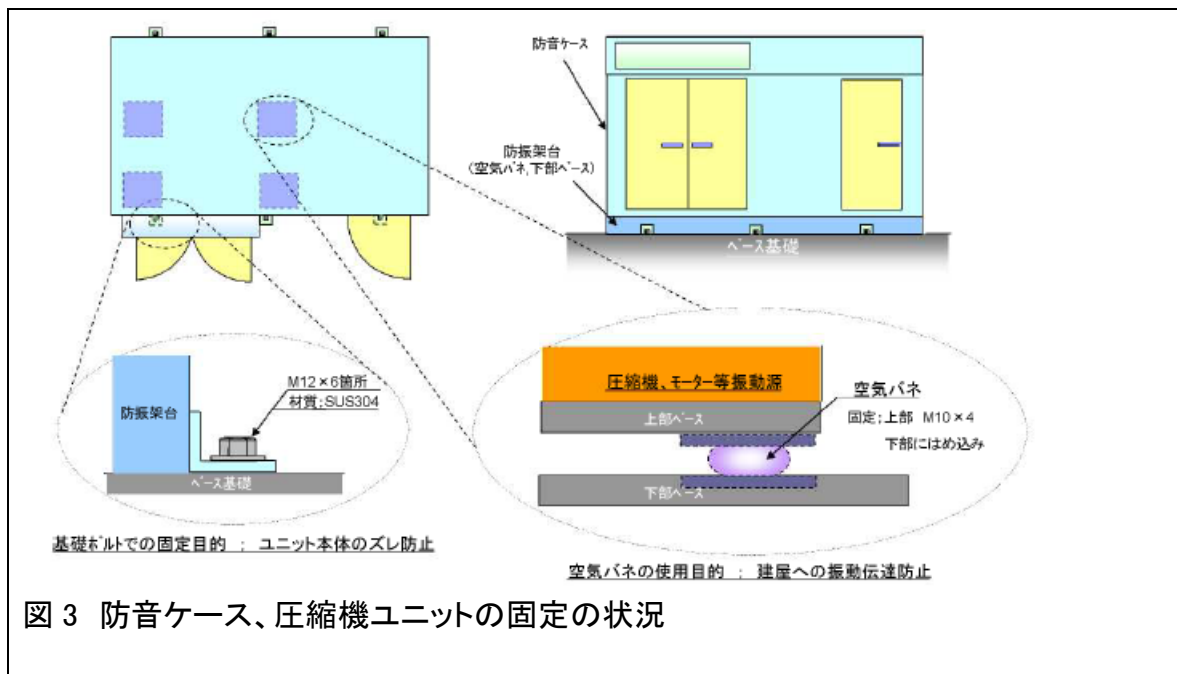 防音ケース
防振架台
(空気バネ,下部ベース)
ベース基礎
M12×6箇所
材質;SUS304
防振架台
ベース基礎
基礎ボルトでの固定目的 ; ユニット本体のズレ防止
圧縮機、モーター等振動源
上部ベース
空気バネ
固定;上部 M10×4
下部にはめ込み
下部ベース
空気バネの使用目的 ; 建屋への振動伝達防止
図3 防音ケース、圧縮機ユニットの固定の状況